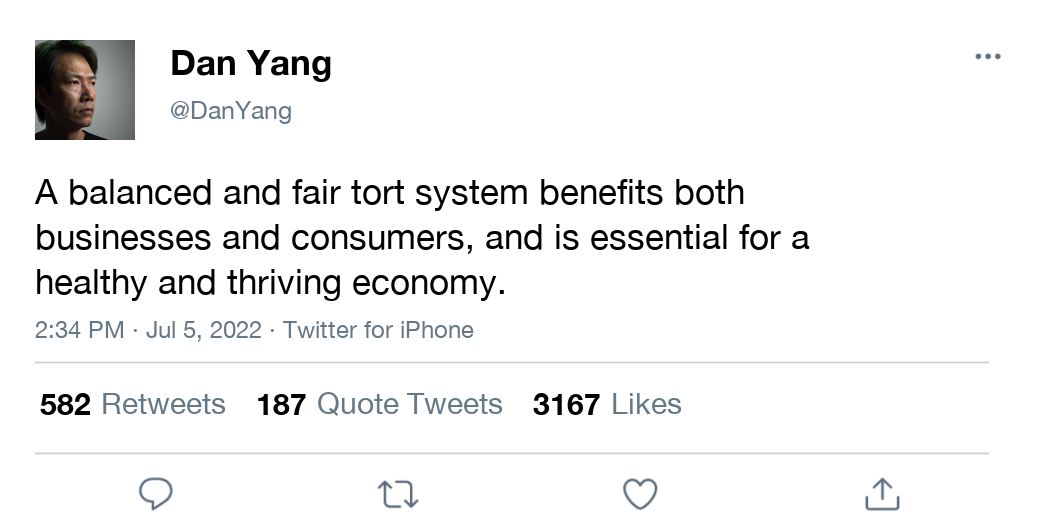 Dan Yang
@DanYang
A balanced and fair tort system benefits both
businesses and consumers, and is essential for a
healthy and thriving economy.
2:34 PM · Jul 5, 2022 · Twitter for iPhone
582 Retweets 187 Quote Tweets 3167 Likes